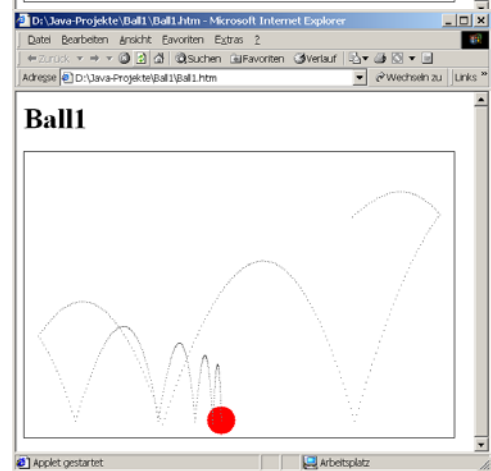 D:\Java-Projekte\Ball1\Ball1.htm - Microsoft Internet Explorer
Datei Bearbeiten Ansicht Favoriten Extras ?
Zurück Suchen Favoriten Verlauf
Adresse D:\Java-Projekte\Ball1\Ball1.htm Wechseln zu Links »
Ball1
Applet gestartet Arbeitsplatz